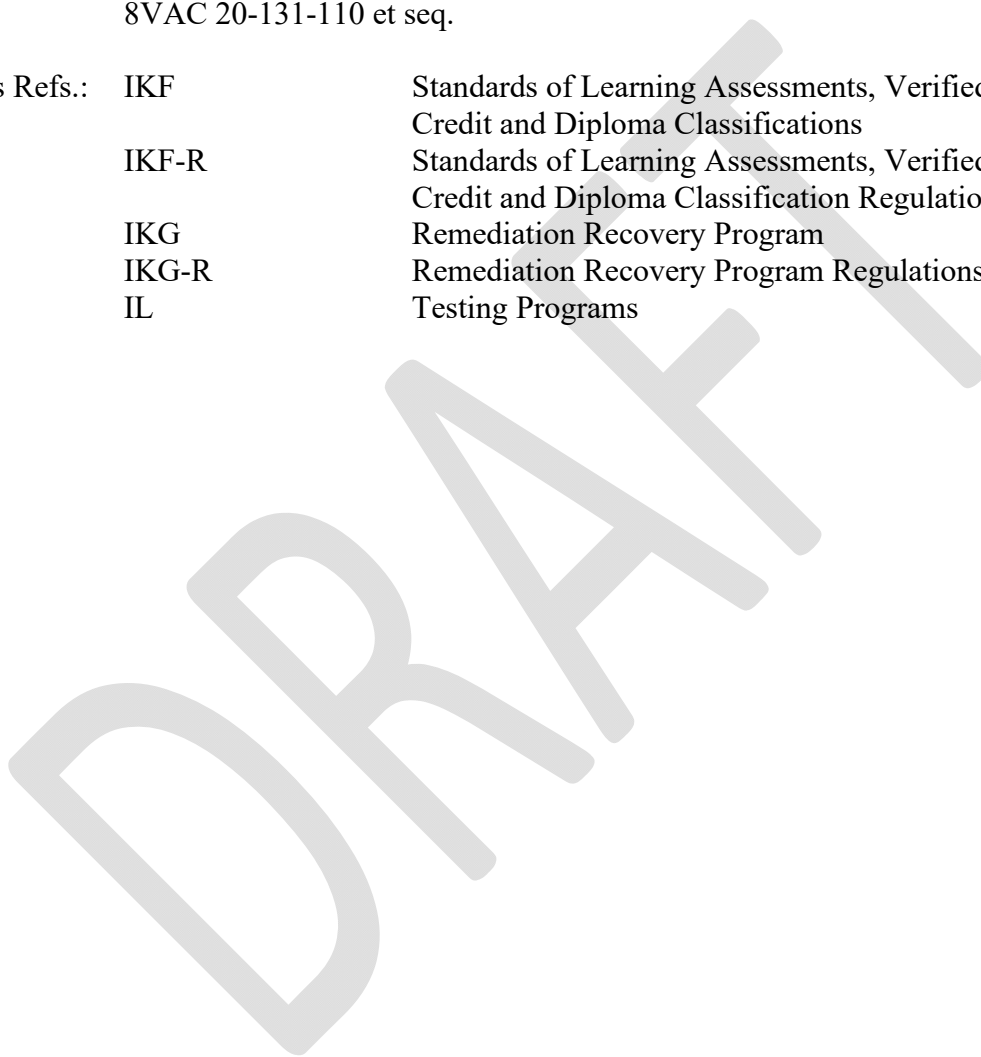 8VAC 20-131-110 et seq.
s Refs.: IKF Standards of Learning Assessments, Verified
Credit and Diploma Classifications
IKF-R Standards of Learning Assessments, Verified
Credit and Diploma Classification Regulatio
IKG Remediation Recovery Program
IKG-R Remediation Recovery Program Regulations
IL Testing Programs
DRAFT